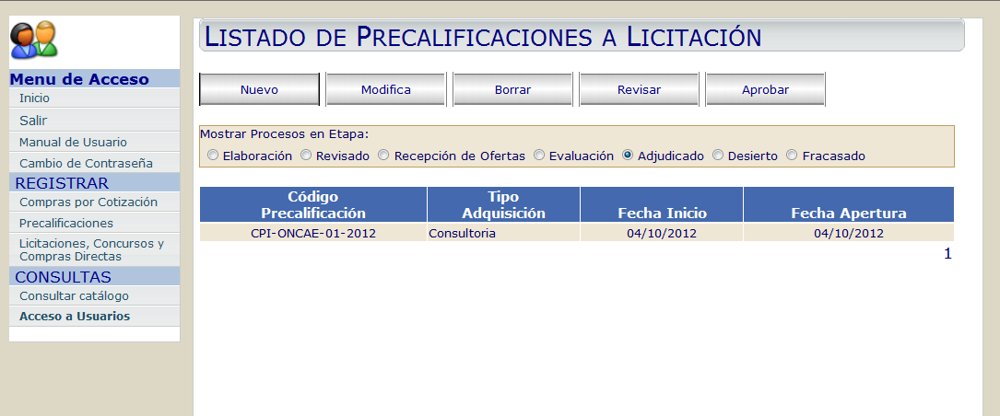 LISTADO DE PRECALIFICACIONES A LICITACIÓN
Menu de Acceso
Inicio
Salir
Manual de Usuario
Cambio de Contraseña
REGISTRAR
Compras por Cotización
Precalificaciones
Licitaciones, Concursos y
Compras Directas
CONSULTAS
Consultar catálogo
Acceso a Usuarios
Nuevo Modifica Borrar Revisar Aprobar
Mostrar Procesos en Etapa:
Elaboración Revisado Recepción de Ofertas Evaluación Adjudicado Desierto Fracasado
Código Tipo
Precalificación Adquisición Fecha Inicio Fecha Apertura
CPI-ONCAE-01-2012 Consultoria 04/10/2012 04/10/2012
1